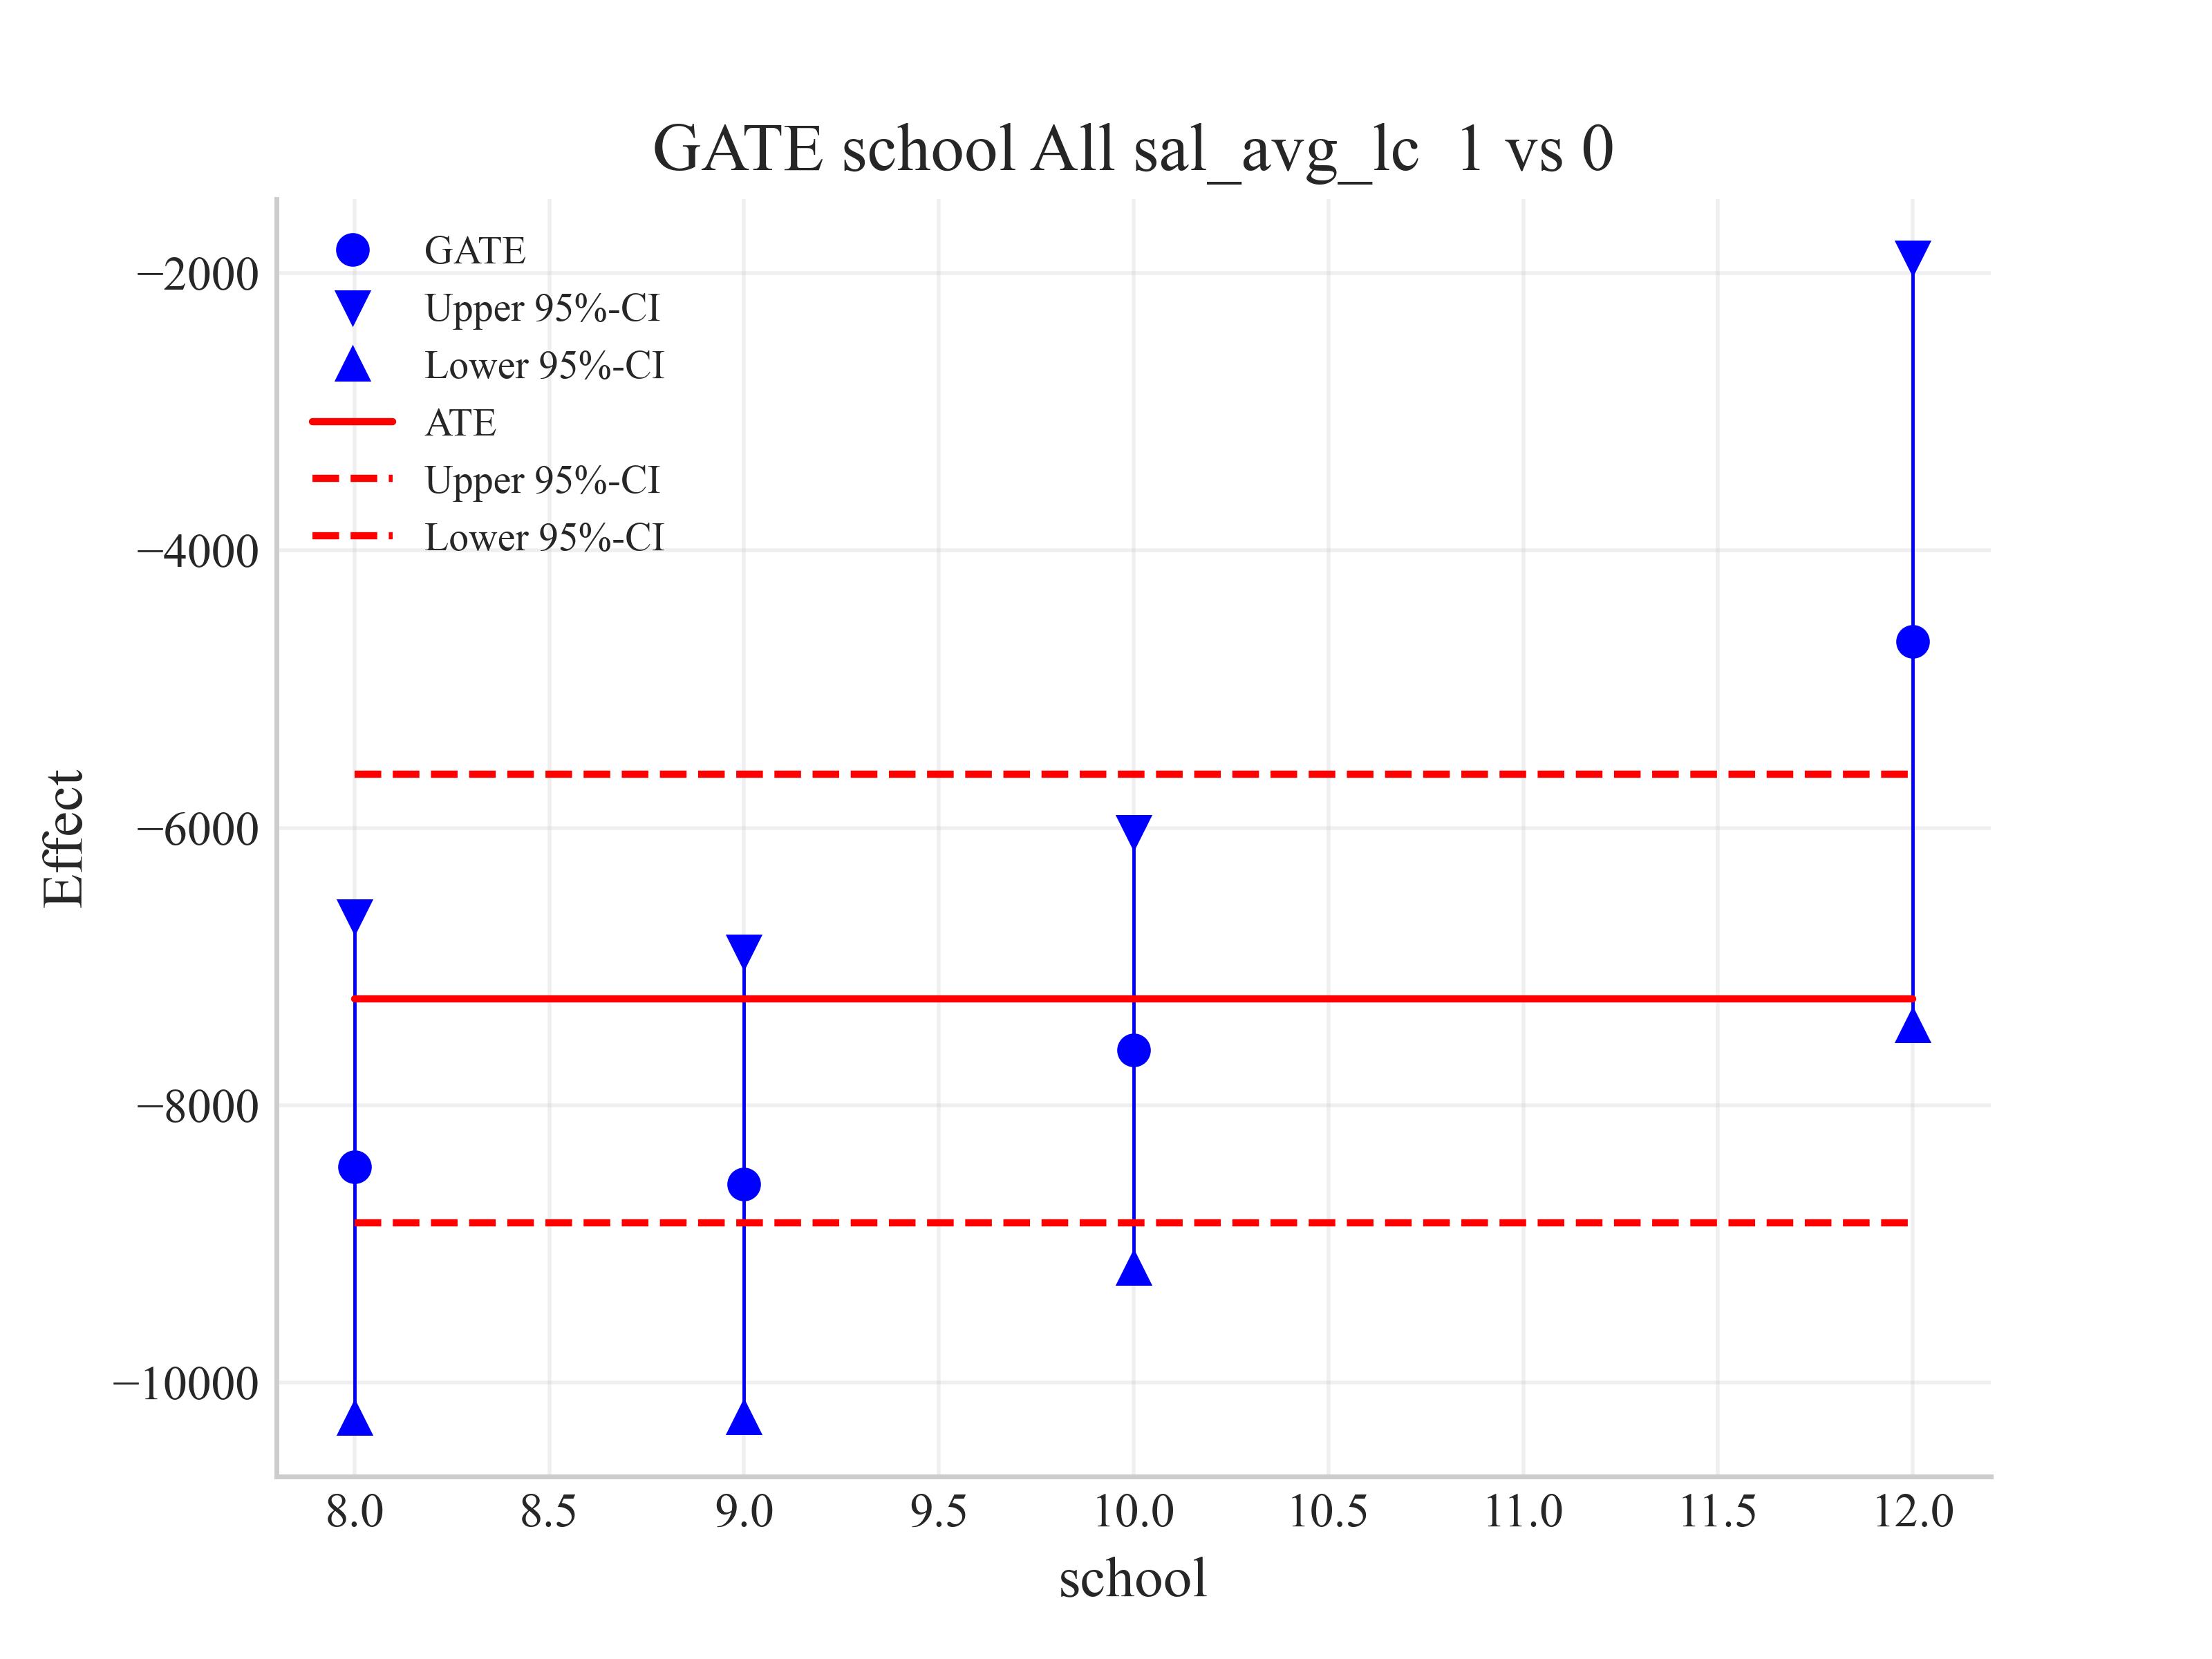 GATE school All sal_avg_lc  1 vs 0
GATE
Upper 95%-CI
Lower 95%-CI
ATE
Upper 95%-CI
Lower 95%-CI
−2000
−4000
−6000
−8000
−10000
Effect
8.0 8.5 9.0 9.5 10.0 10.5 11.0 11.5 12.0
school